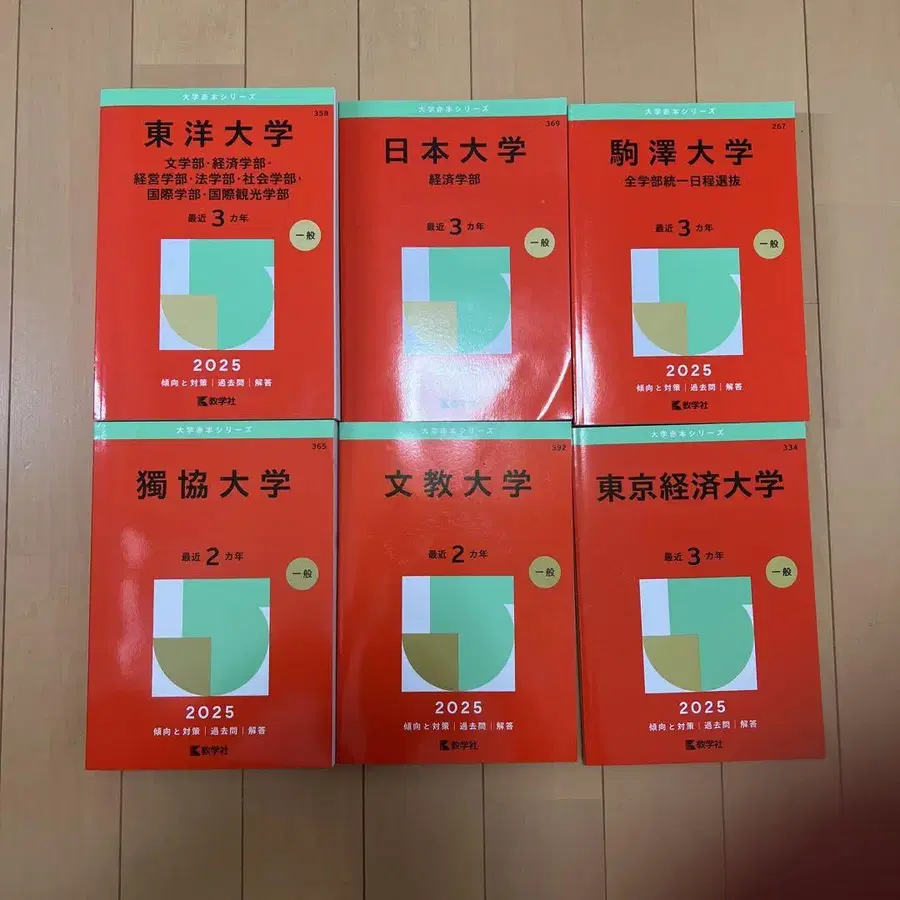 大学赤本シリーズ
358
東洋大学
文学部・経済学部・
経営学部・法学部・社会学部・
国際学部・国際観光学部
最近3カ年
一般
2025
傾向と対策｜過去問｜解答
教学社
大学赤本シリーズ
369
日本大学
経済学部
最近3カ年
一般
教学社
大学赤本シリーズ
267
駒澤大学
全学部統一日程選抜
最近3カ年
一般
2025
傾向と対策｜過去問｜解答
教学社
大学赤本シリーズ
365
獨協大学
最近2カ年
一般
2025
傾向と対策｜過去問｜解答
教学社
大学赤本シリーズ
392
文教大学
最近2カ年
一般
2025
傾向と対策｜過去問｜解答
教学社
大学赤本シリーズ
334
東京経済大学
最近3カ年
一般
2025
傾向と対策｜過去問｜解答
教学社